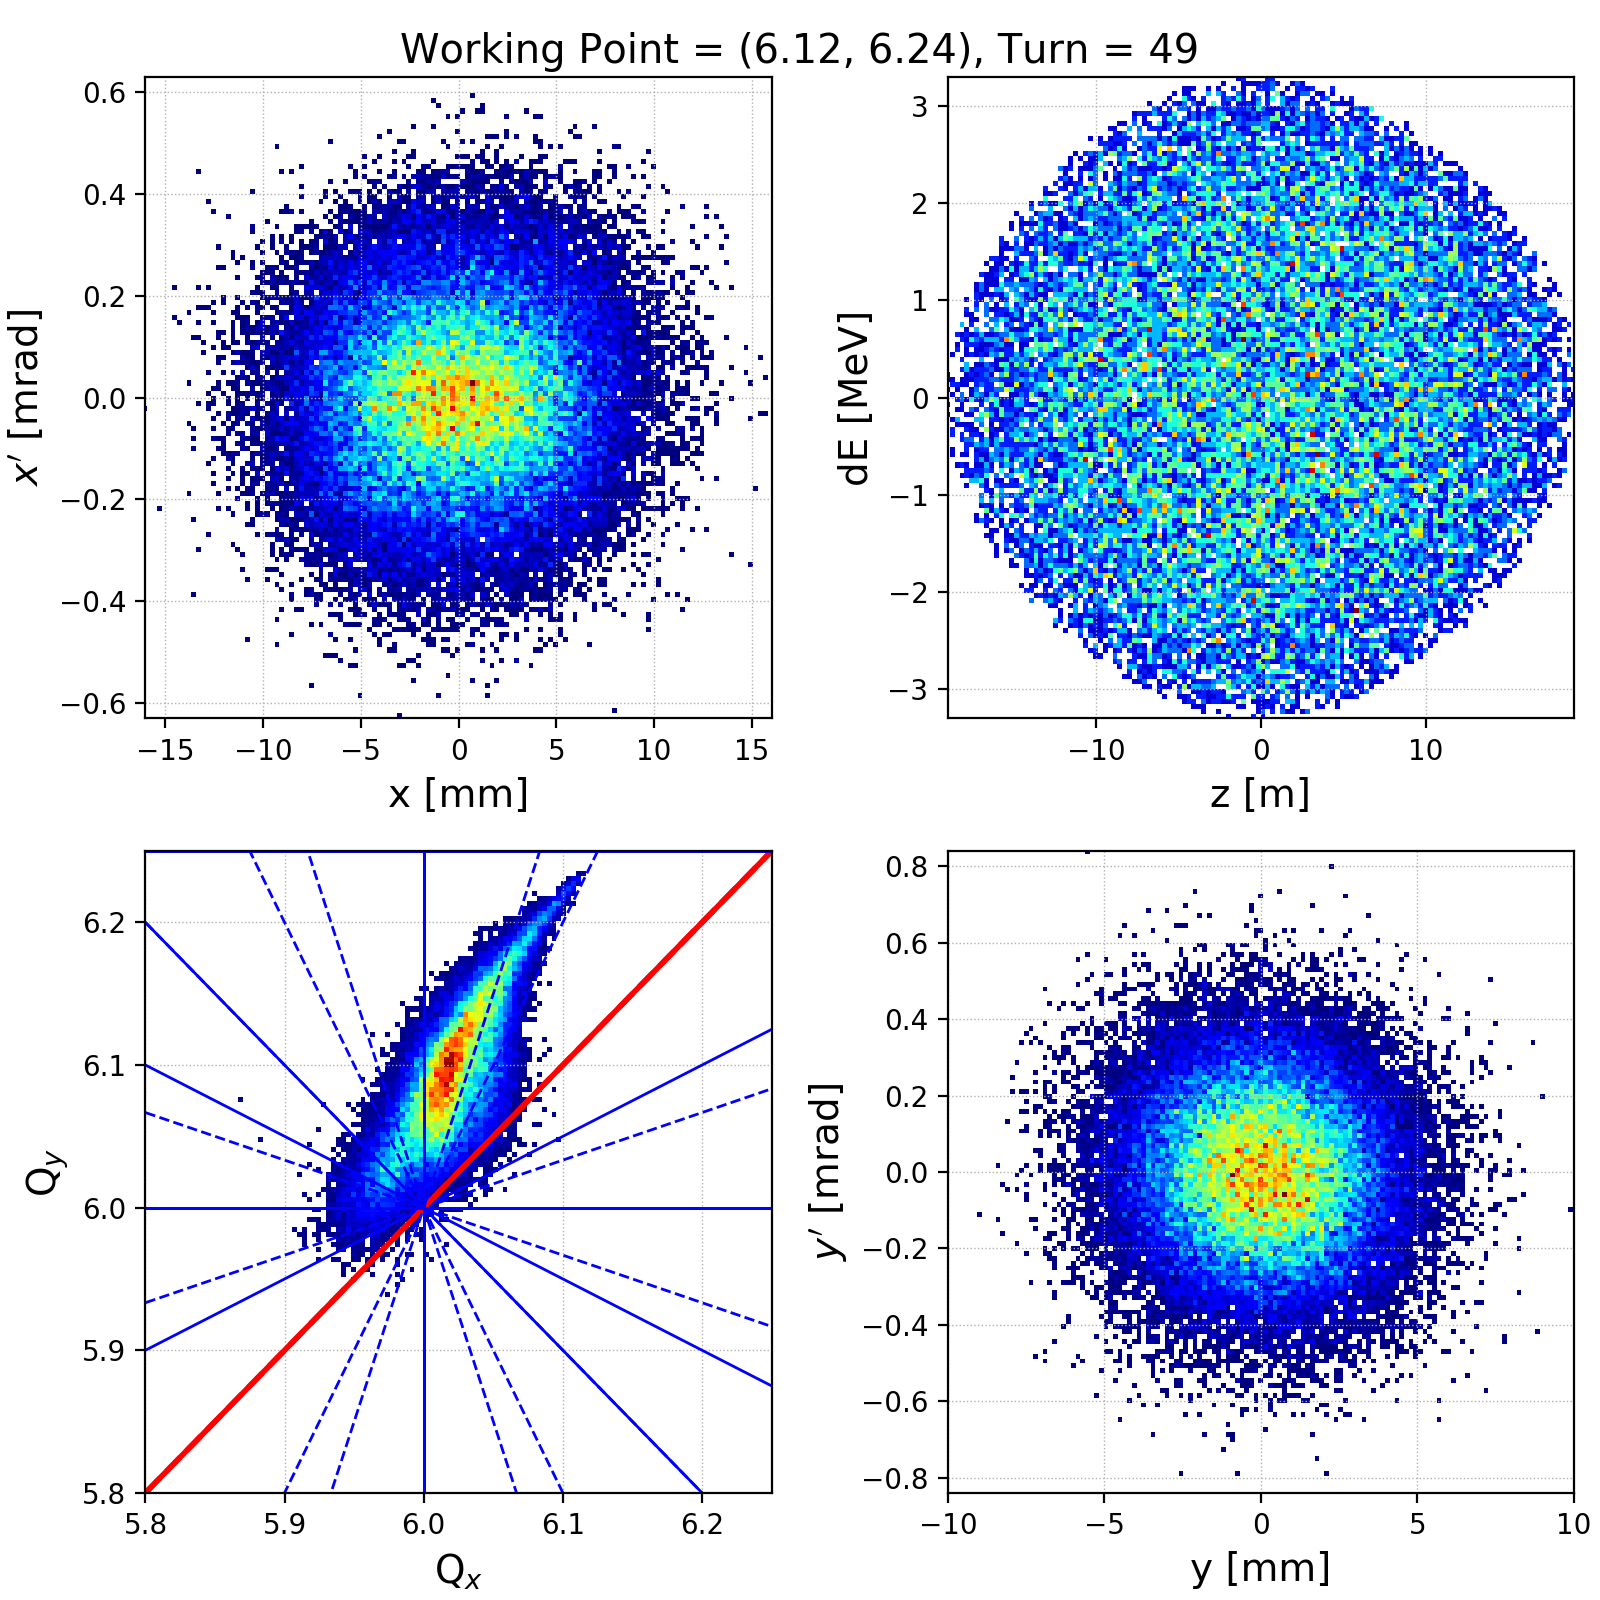 Working Point = (6.12, 6.24), Turn = 49
0.6
0.4
0.2
0.0
−0.2
−0.4
−0.6
x′ [mrad]
−15 −10 −5 0 5 10 15
x [mm]
3
2
1
0
−1
−2
−3
dE [MeV]
−10 0 10
z [m]
6.2
6.1
6.0
5.9
5.8
Qy
5.8 5.9 6.0 6.1 6.2
Qx
0.8
0.6
0.4
0.2
0.0
−0.2
−0.4
−0.6
−0.8
y′ [mrad]
−10 −5 0 5 10
y [mm]